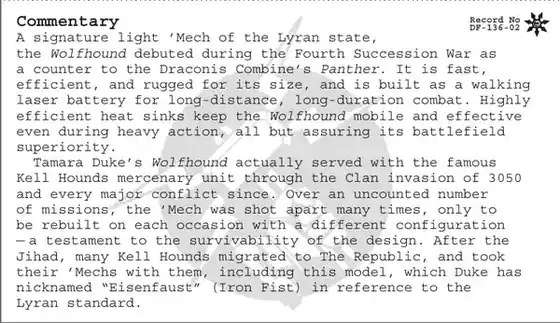 Commentary
Record No
DF-136-02
A signature light ’Mech of the Lyran state,
the Wolfhound debuted during the Fourth Succession War as
a counter to the Draconis Combine’s Panther. It is fast,
efficient, and rugged for its size, and is built as a walking
laser battery for long-distance, long-duration combat. Highly
efficient heat sinks keep the Wolfhound mobile and effective
even during heavy action, all but assuring its battlefield
superiority.
Tamara Duke’s Wolfhound actually served with the famous
Kell Hounds mercenary unit through the Clan invasion of 3050
and every major conflict since. Over an uncounted number
of missions, the ’Mech was shot apart many times, only to
be rebuilt on each occasion with a different configuration
—a testament to the survivability of the design. After the
Jihad, many Kell Hounds migrated to The Republic, and took
their ’Mechs with them, including this model, which Duke has
nicknamed “Eisenfaust” (Iron Fist) in reference to the
Lyran standard.